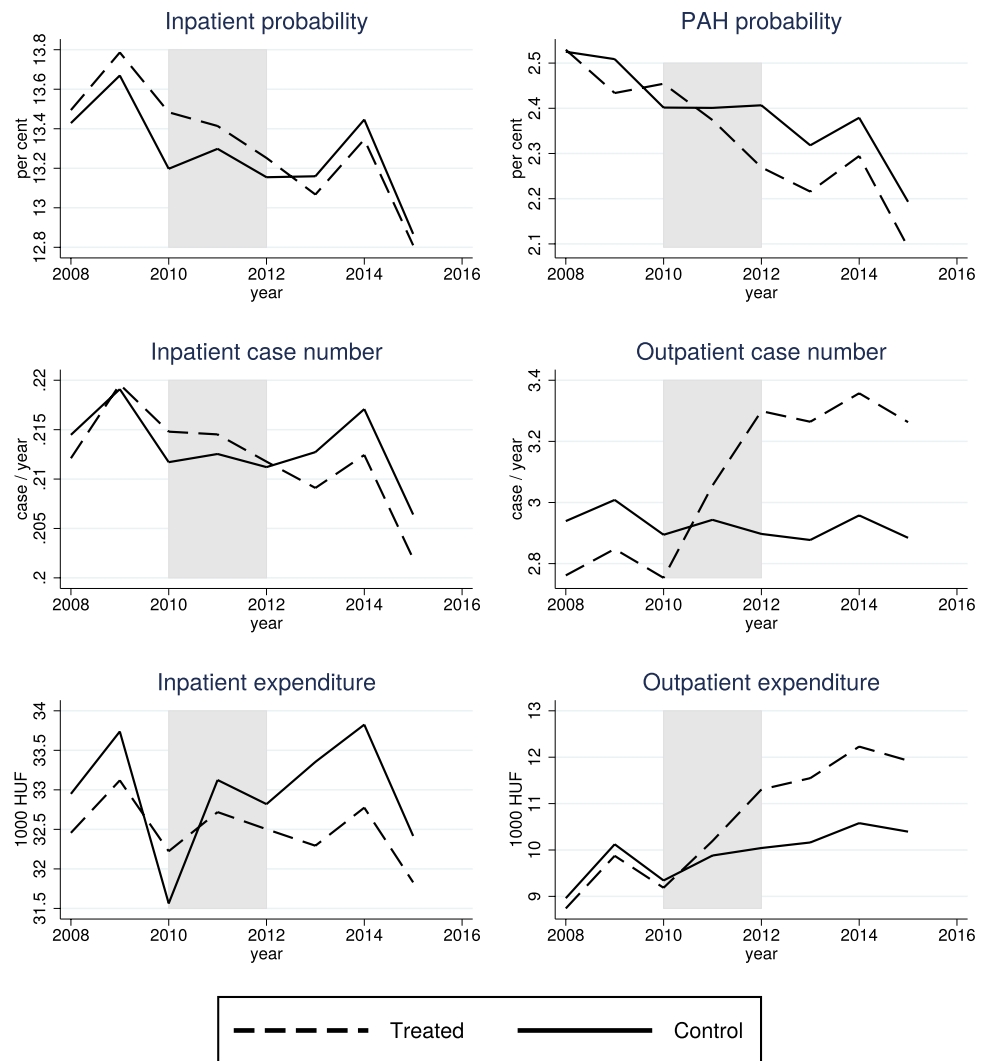 Inpatient probability
per cent
13.8
13.6
13.4
13.2
13
12.8
2008 2010 2012 2014 2016
year
PAH probability
per cent
2.5
2.4
2.3
2.2
2.1
2008 2010 2012 2014 2016
year
Inpatient case number
case / year
.22
.215
.21
.205
.2
2008 2010 2012 2014 2016
year
Outpatient case number
case / year
3.4
3.2
3
2.8
2008 2010 2012 2014 2016
year
Inpatient expenditure
1000 HUF
34
33.5
33
32.5
32
31.5
2008 2010 2012 2014 2016
year
Outpatient expenditure
1000 HUF
13
12
11
10
9
2008 2010 2012 2014 2016
year
Treated Control